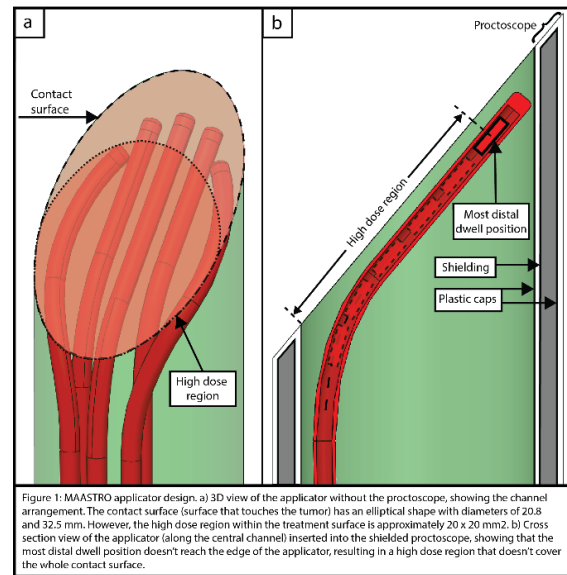 a
Contact
surface
High dose
region
b
Proctoscope
High dose region
Most distal
dwell position
Shielding
Plastic caps
Figure 1: MAASTRO applicator design. a) 3D view of the applicator without the proctoscope, showing the channel
arrangement. The contact surface (surface that touches the tumor) has an elliptical shape with diameters of 20.8
and 32.5 mm. However, the high dose region within the treatment surface is approximately 20 x 20 mm2. b) Cross
section view of the applicator (along the central channel) inserted into the shielded proctoscope, showing that the
most distal dwell position doesn't reach the edge of the applicator, resulting in a high dose region that doesn't cover
the whole contact surface.